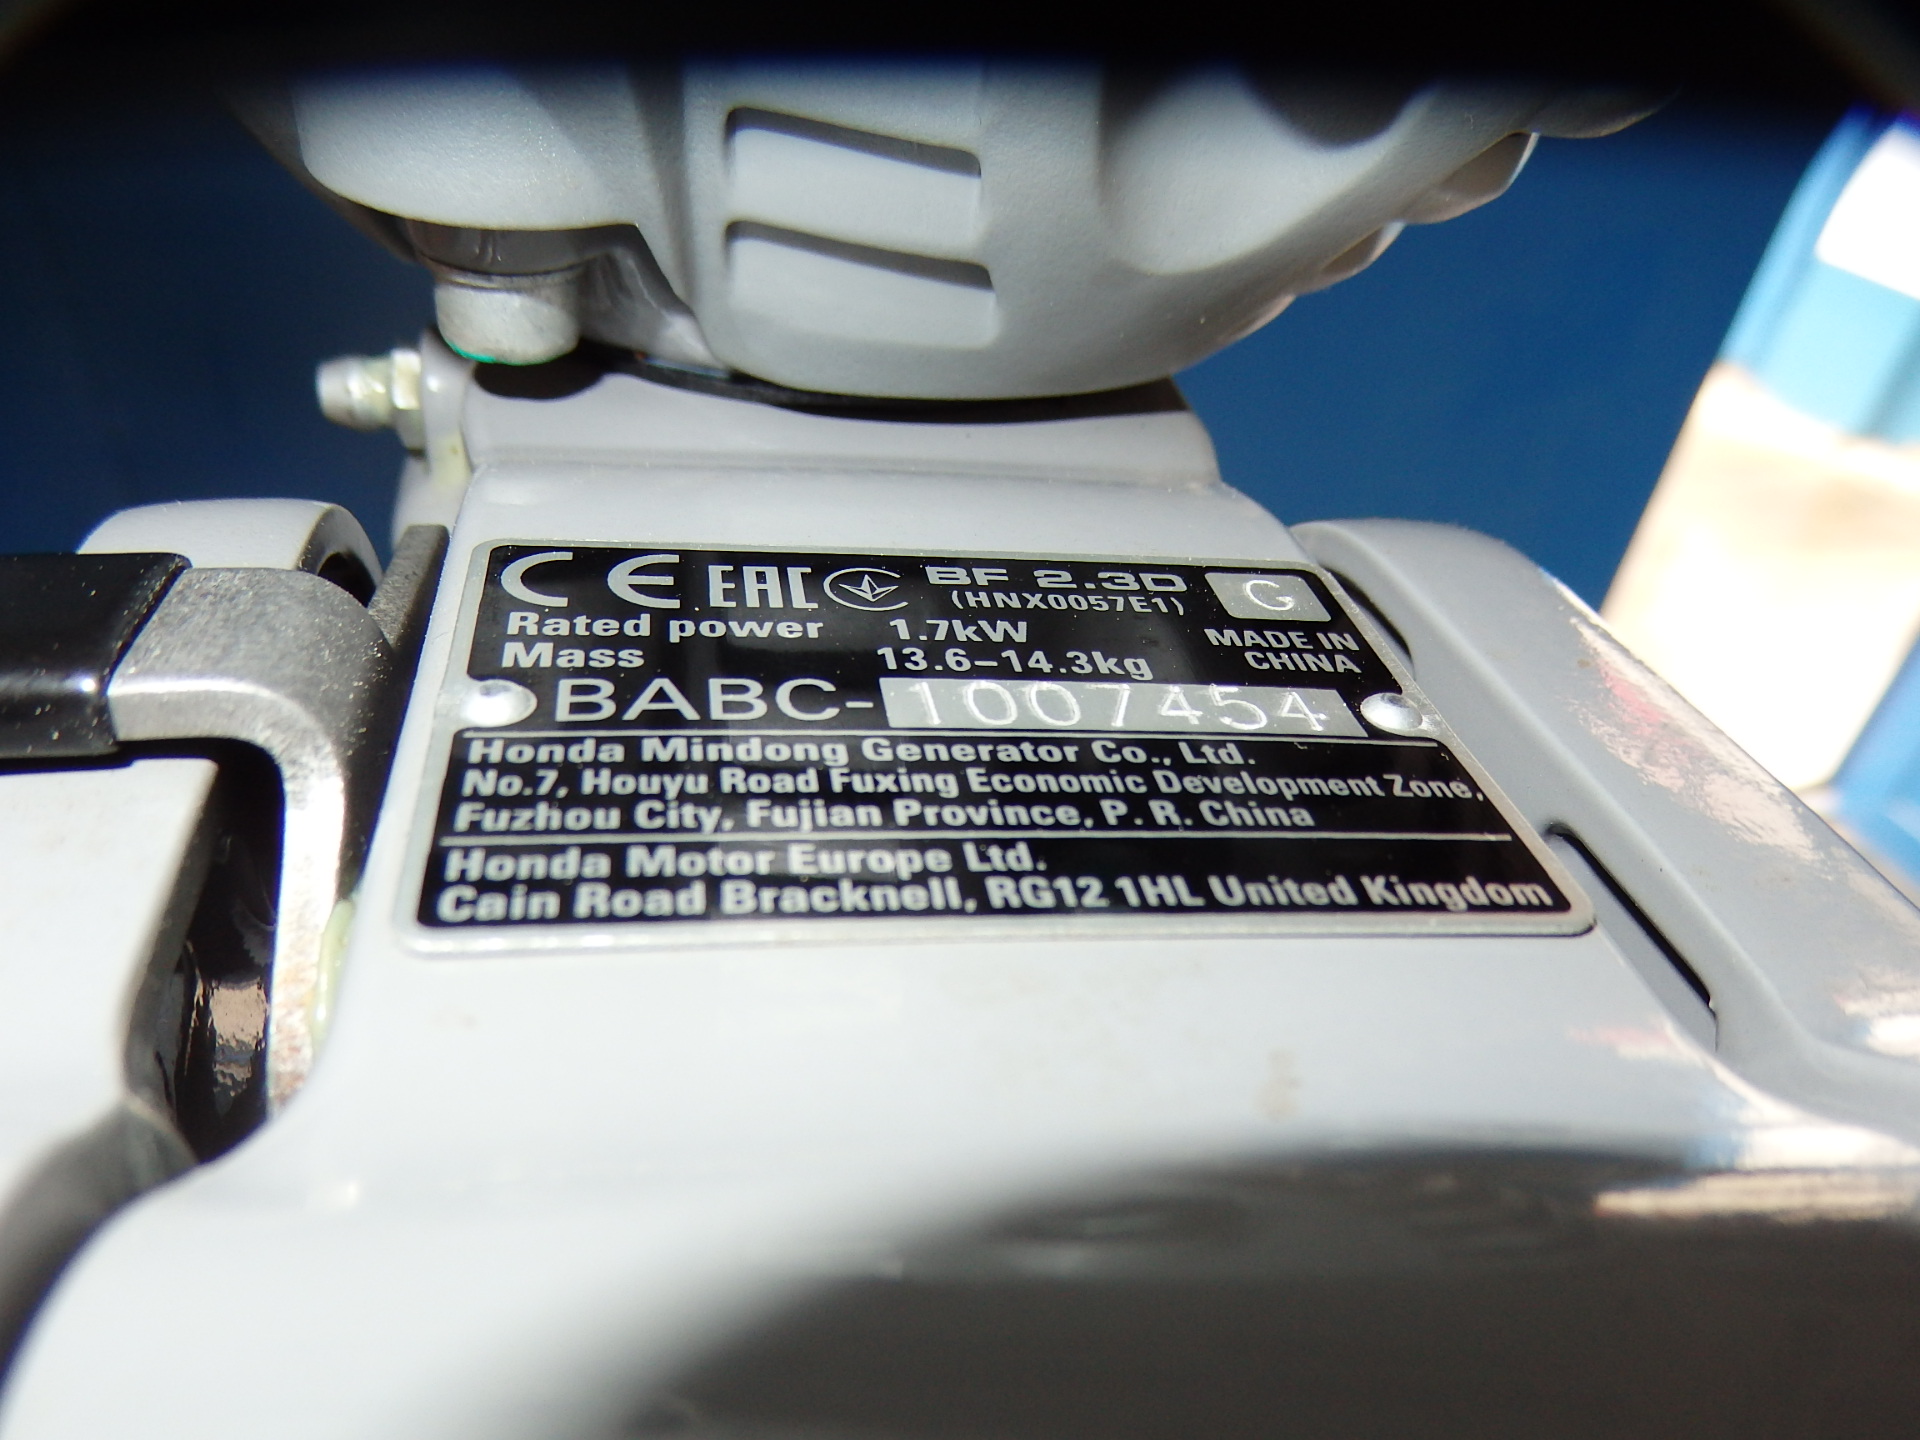 CE EAC BF 2.3D G
(HNX0057E1)
Rated power 1.7kW
MADE IN
CHINA
Mass 13.6-14.3kg
BABC-1007454
Honda Mindong Generator Co., Ltd.
No.7, Houyu Road Fuxing Economic Development Zone,
Fuzhou City, Fujian Province, P. R. China
Honda Motor Europe Ltd.
Cain Road Bracknell, RG12 1HL United Kingdom